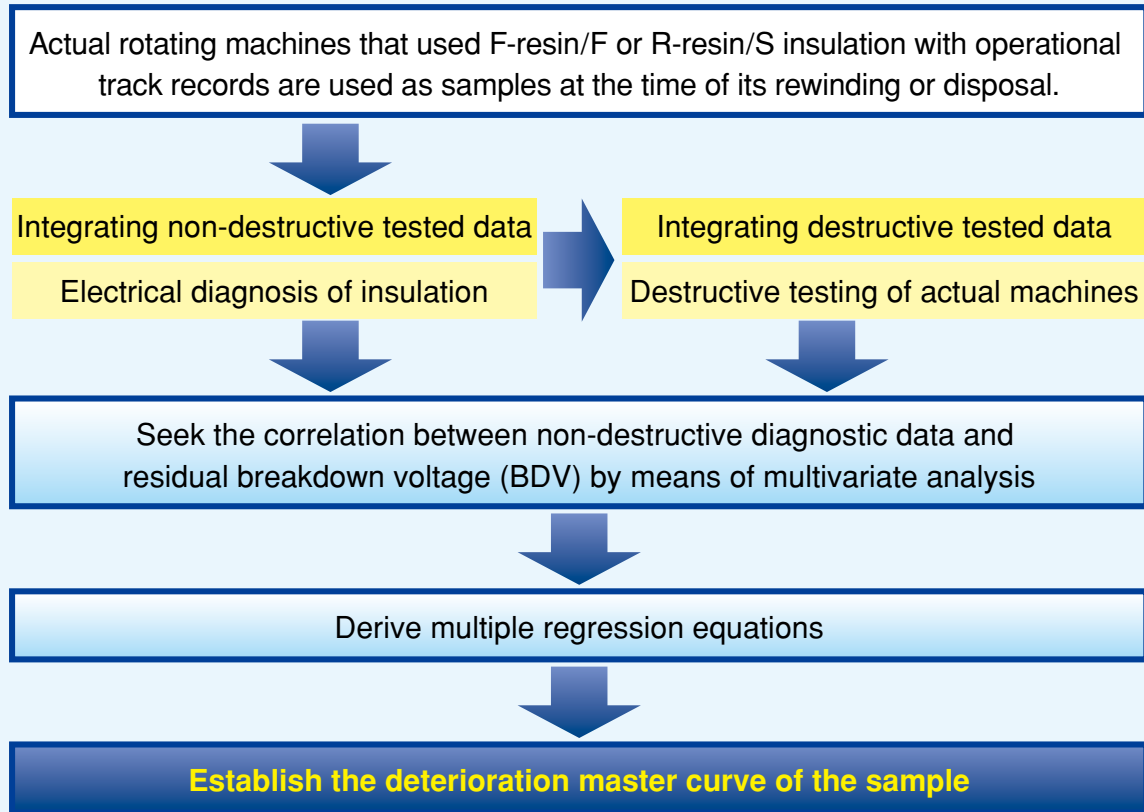 Actual rotating machines that used F-resin/F or R-resin/S insulation with operational
track records are used as samples at the time of its rewinding or disposal.
Integrating non-destructive tested data
Electrical diagnosis of insulation
Integrating destructive tested data
Destructive testing of actual machines
Seek the correlation between non-destructive diagnostic data and
residual breakdown voltage (BDV) by means of multivariate analysis
Derive multiple regression equations
Establish the deterioration master curve of the sample